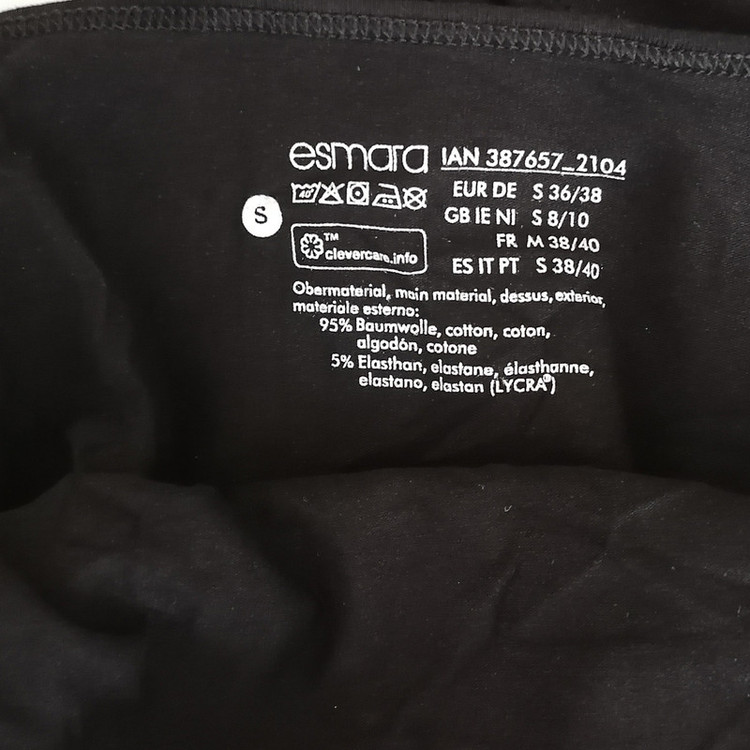 esmara IAN 387657_2104
40°
EUR DE S 36/38
GB IE NI S 8/10
FR M 38/40
ES IT PT S 38/40
S
™
clevercare.info
Obermaterial, main material, dessus, exterior,
materiale esterno:
95% Baumwolle, cotton, coton,
algodón, cotone
5% Elasthan, elastane, élasthanne,
elastano, elastan (LYCRA®)